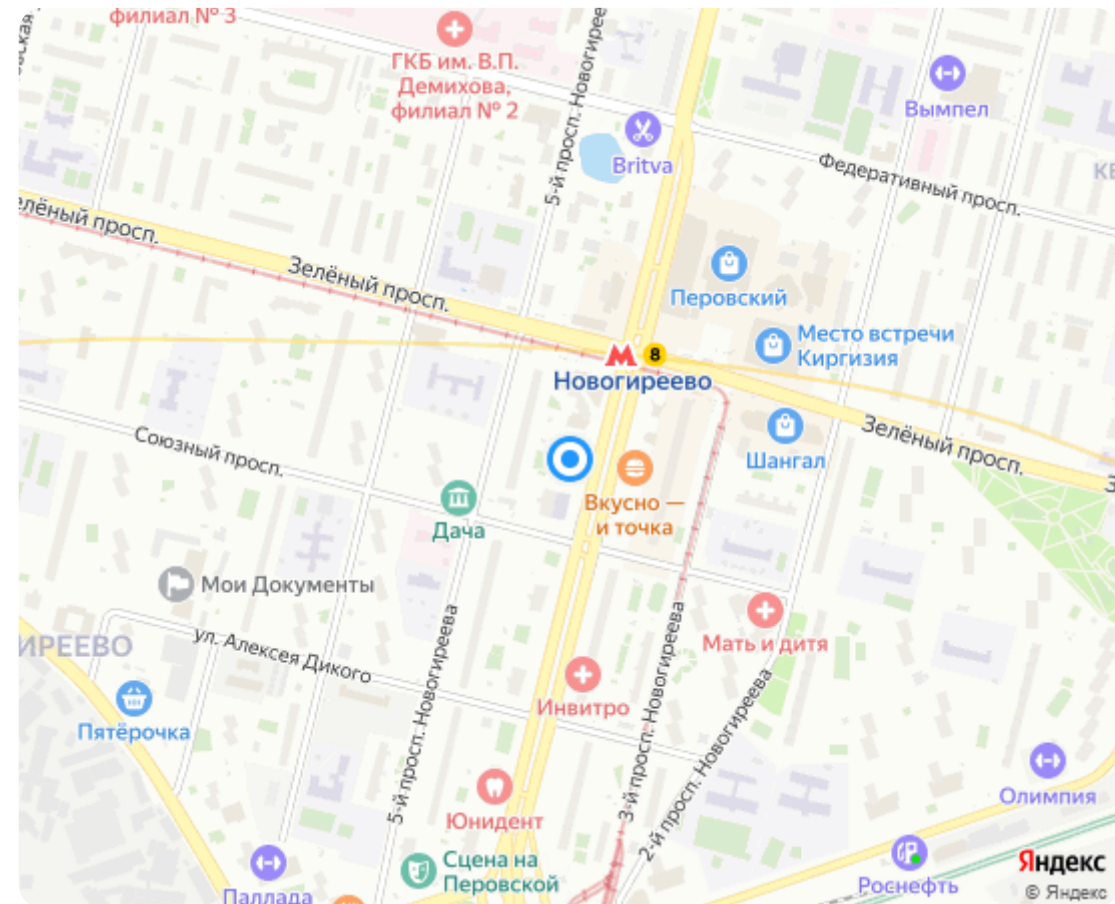 филиал № 3
ГКБ им. В.П.
Демихова,
филиал № 2
5-й просп. Новогирее
Britva
Вымпел
Федеративный просп.
КВ
елёный просп.
Зелёный просп.
Перовский
Место встречи
Киргизия
8
Новогиреево
Зелёный просп.
Шангал
Союзный просп.
Вкусно —
и точка
Дача
Мои Документы
ул. Алексея Дикого
ИРЕЕВО
Мать и дитя
Инвитро
Пятёрочка
5-й просп. Новогиреева
3-й просп. Новогиреева
2-й просп. Новогиреева
Юнидент
Олимпия
Сцена на
Перовской
Паллада
Роснефть
Яндекс
© Яндекс